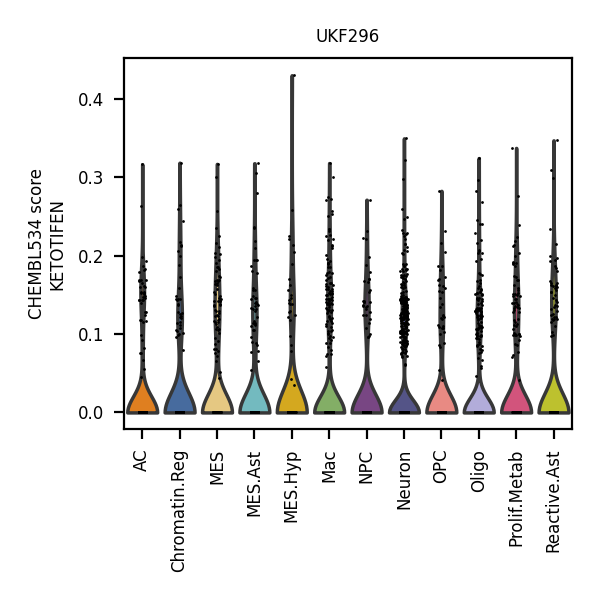 UKF296
CHEMBL534 score
KETOTIFEN
0.4
0.3
0.2
0.1
0.0
AC
Chromatin.Reg
MES
MES.Ast
MES.Hyp
Mac
NPC
Neuron
OPC
Oligo
Prolif.Metab
Reactive.Ast